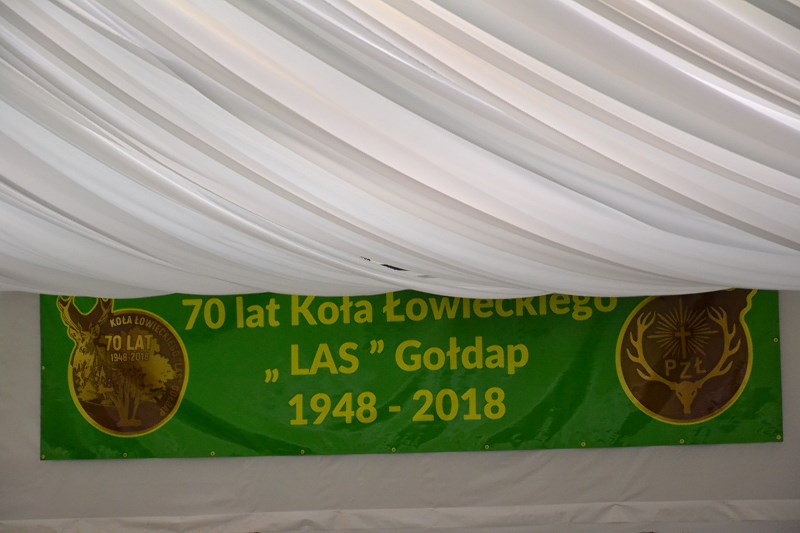 70 lat Koła Łowieckiego
„ LAS ” Gołdap
1948 - 2018
KOŁA ŁOWIECKIEGO
70 LAT
1948-2018
PZŁ